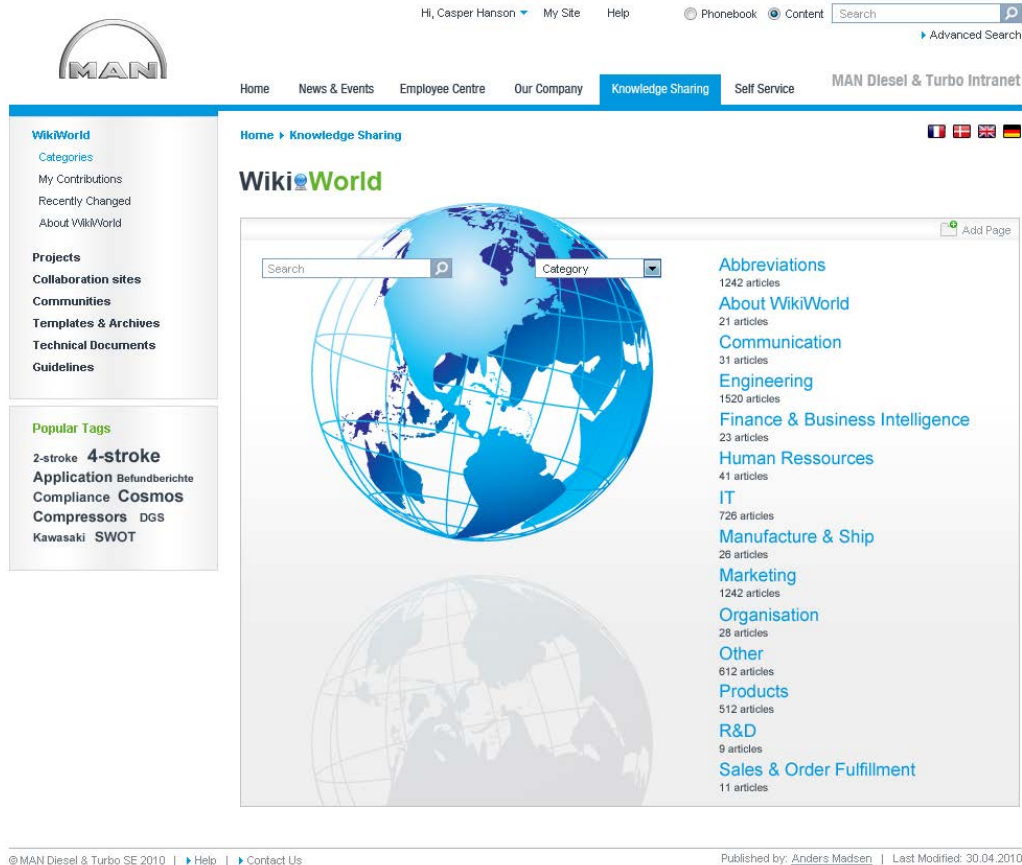 Hi, Casper Hanson My Site Help Phonebook Content Search
Advanced Search
MAN
Home News & Events Employee Centre Our Company Knowledge Sharing Self Service MAN Diesel & Turbo Intranet
WikiWorld
Categories
My Contributions
Recently Changed
About WikiWorld
Projects
Collaboration sites
Communities
Templates & Archives
Technical Documents
Guidelines
Popular Tags
2-stroke 4-stroke
Application Befundberichte
Compliance Cosmos
Compressors DGS
Kawasaki SWOT
Home Knowledge Sharing
Wiki World
Add Page
Search Category
Abbreviations
1242 articles
About WikiWorld
21 articles
Communication
31 articles
Engineering
1520 articles
Finance & Business Intelligence
23 articles
Human Ressources
41 articles
IT
726 articles
Manufacture & Ship
26 articles
Marketing
1242 articles
Organisation
28 articles
Other
612 articles
Products
512 articles
R&D
9 articles
Sales & Order Fulfillment
11 articles
© MAN Diesel & Turbo SE 2010 | Help | Contact Us Published by: Anders Madsen | Last Modified: 30.04.2010